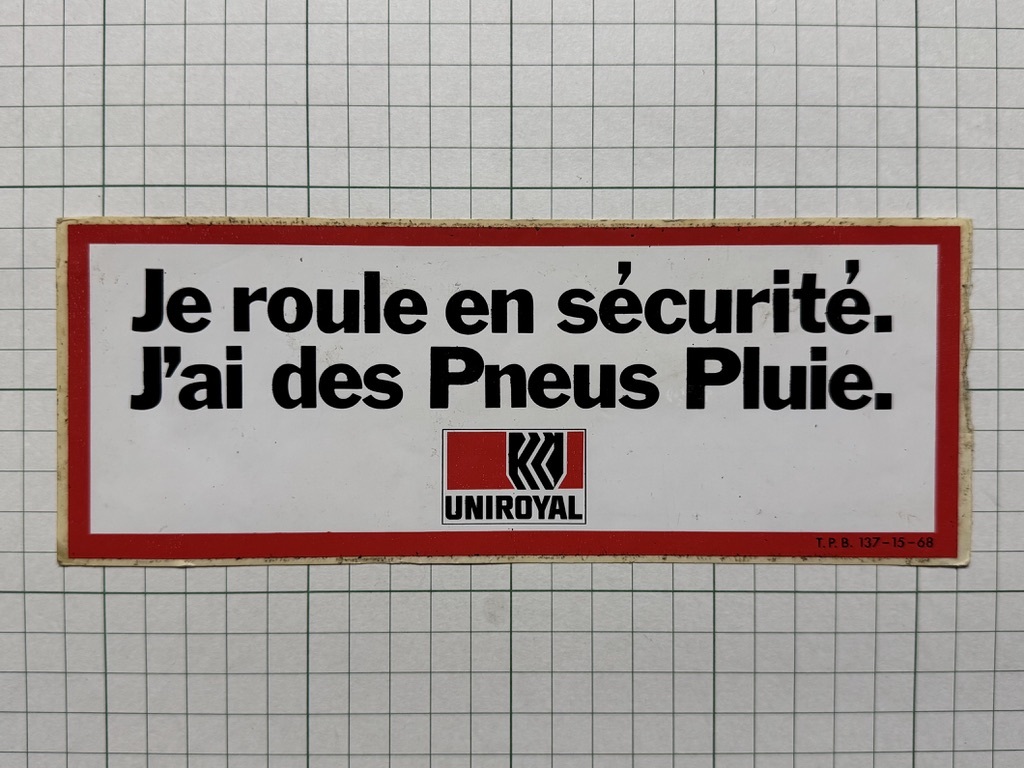 Je roule en sécurité.
J'ai des Pneus Pluie.
UNIROYAL
T.P.B. 137-15-68